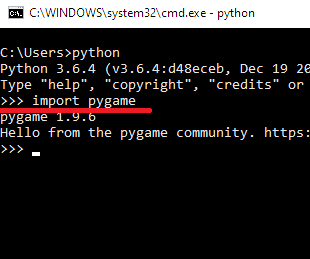 C:\WINDOWS\system32\cmd.exe - python
C:\Users>python
Python 3.6.4 (v3.6.4:d48eceb, Dec 19 20
Type "help", "copyright", "credits" or
>>> import pygame
pygame 1.9.6
Hello from the pygame community. https:
>>>